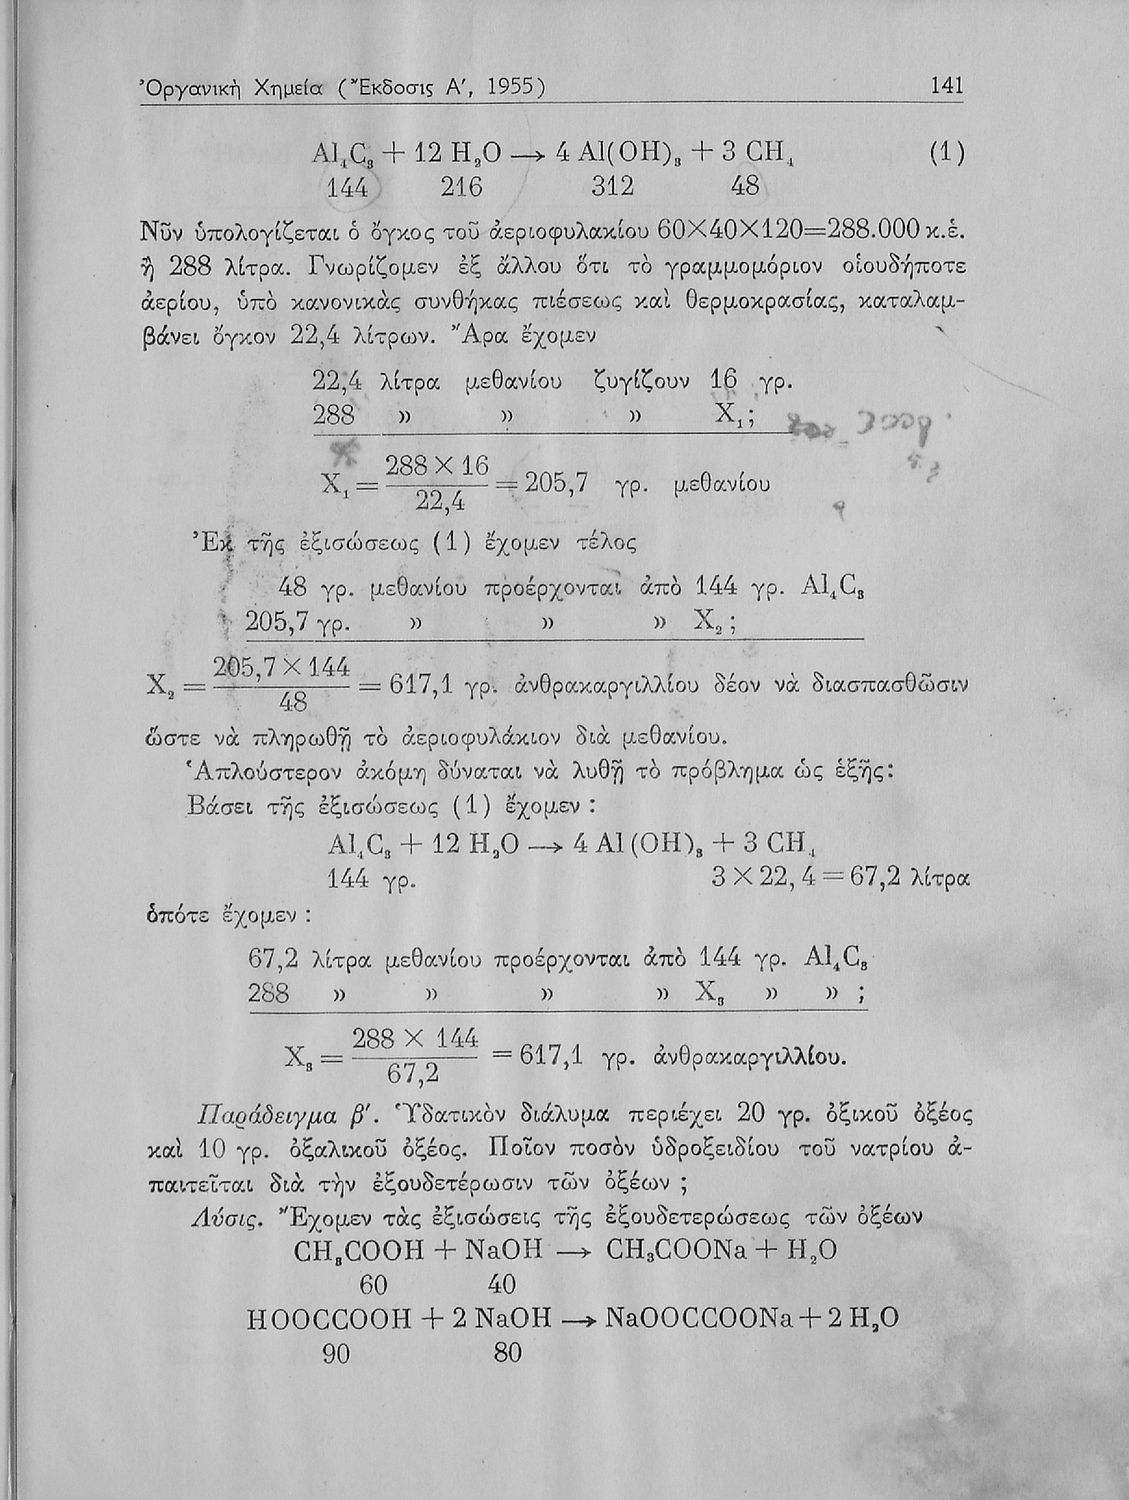 Ὀργανικὴ Χημεία (Ἔκδοσις Α′, 1955) 141
Al₄C₃ + 12 H₂O → 4 Al(OH)₃ + 3 CH₄ (1)
144 216 312 48
Νῦν ὑπολογίζεται ὁ ὄγκος τοῦ ἀεριοφυλακίου 60×40×120=288.000 κ.ἑ.
ἢ 288 λίτρα. Γνωρίζομεν ἐξ ἄλλου ὅτι τὸ γραμμομόριον οἱουδήποτε
ἀερίου, ὑπὸ κανονικὰς συνθήκας πιέσεως καὶ θερμοκρασίας, καταλαμ-
βάνει ὄγκον 22,4 λίτρων. Ἄρα ἔχομεν
22,4 λίτρα μεθανίου ζυγίζουν 16 γρ.
288 » » » X₁;
X₁ = 288 × 16 / 22,4 = 205,7 γρ. μεθανίου
Ἐκ τῆς ἐξισώσεως (1) ἔχομεν τέλος
48 γρ. μεθανίου προέρχονται ἀπὸ 144 γρ. Al₄C₃
205,7 γρ. » » » X₂ ;
X₂ = 205,7 × 144 / 48 = 617,1 γρ. ἀνθρακαργιλλίου δέον νὰ διασπασθῶσιν
ὥστε νὰ πληρωθῇ τὸ ἀεριοφυλάκιον διὰ μεθανίου.
Ἁπλούστερον ἀκόμη δύναται νὰ λυθῇ τὸ πρόβλημα ὡς ἑξῆς:
Βάσει τῆς ἐξισώσεως (1) ἔχομεν :
Al₄C₃ + 12 H₂O → 4 Al(OH)₃ + 3 CH₄
144 γρ. 3 × 22,4 = 67,2 λίτρα
ὁπότε ἔχομεν :
67,2 λίτρα μεθανίου προέρχονται ἀπὸ 144 γρ. Al₄C₃
288 » » » » X₃ » » ;
X₃ = 288 × 144 / 67,2 = 617,1 γρ. ἀνθρακαργιλλίου.
Παράδειγμα β′. Ὑδατικὸν διάλυμα περιέχει 20 γρ. ὀξικοῦ ὀξέος
καὶ 10 γρ. ὀξαλικοῦ ὀξέος. Ποῖον ποσὸν ὑδροξειδίου τοῦ νατρίου ἀ-
παιτεῖται διὰ τὴν ἐξουδετέρωσιν τῶν ὀξέων ;
Λύσις. Ἔχομεν τὰς ἐξισώσεις τῆς ἐξουδετερώσεως τῶν ὀξέων
CH₃COOH + NaOH → CH₃COONa + H₂O
60 40
HOOCCOOH + 2 NaOH → NaOOCCOONa + 2 H₂O
90 80